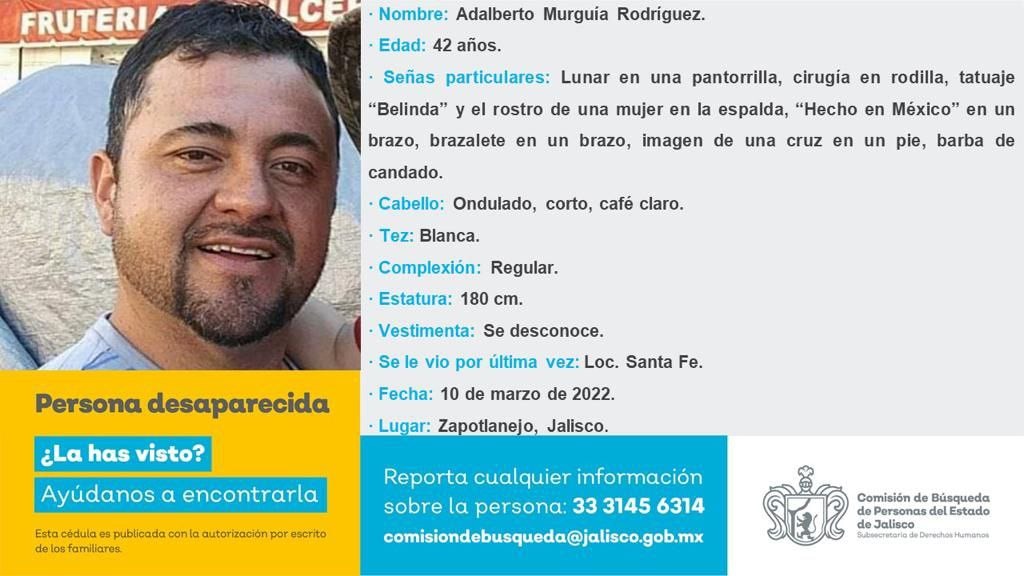 FRUTERIA
· Nombre: Adalberto Murguía Rodríguez.
· Edad: 42 años.
· Señas particulares: Lunar en una pantorrilla, cirugía en rodilla, tatuaje
“Belinda” y el rostro de una mujer en la espalda, “Hecho en México” en un
brazo, brazalete en un brazo, imagen de una cruz en un pie, barba de
candado.
· Cabello: Ondulado, corto, café claro.
· Tez: Blanca.
· Complexión: Regular.
· Estatura: 180 cm.
· Vestimenta: Se desconoce.
· Se le vio por última vez: Loc. Santa Fe.
· Fecha: 10 de marzo de 2022.
· Lugar: Zapotlanejo, Jalisco.
Persona desaparecida
¿La has visto?
Ayúdanos a encontrarla
Esta cédula es publicada con la autorización por escrito
de los familiares.
Reporta cualquier información
sobre la persona: 33 3145 6314
comisiondebusqueda@jalisco.gob.mx
Comisión de Búsqueda
de Personas del Estado
de Jalisco
Subsecretaría de Derechos Humanos